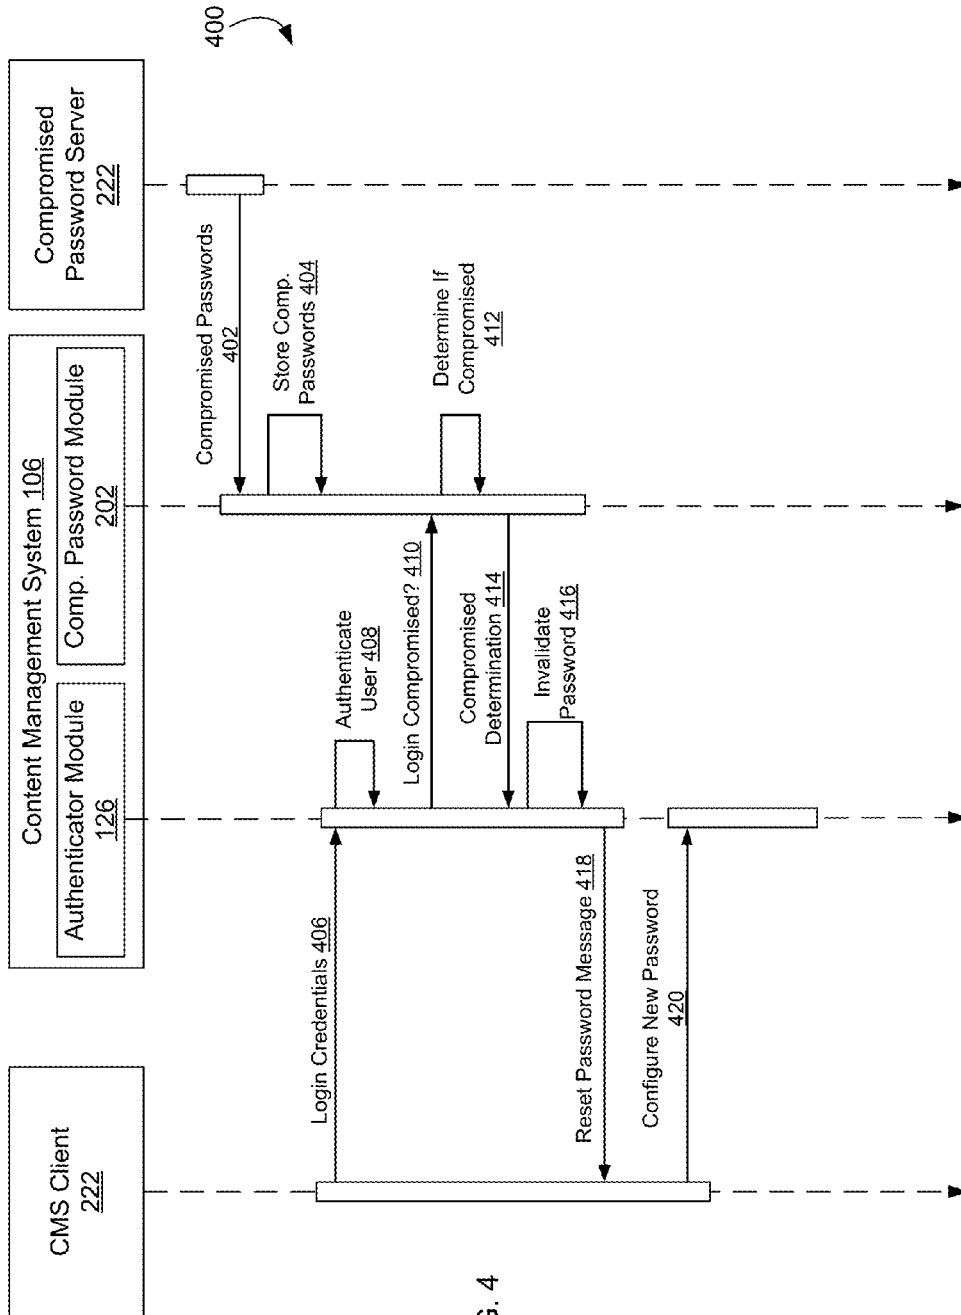 400
CMS Client
222
Content Management System 106
Authenticator Module
126
Comp. Password Module
202
Compromised
Password Server
222
Compromised Passwords
402
Store Comp.
Passwords 404
Login Credentials 406
Authenticate
User 408
Login Compromised? 410
Determine If
Compromised
412
Compromised
Determination 414
Invalidate
Password 416
Reset Password Message 418
Configure New Password
420
4